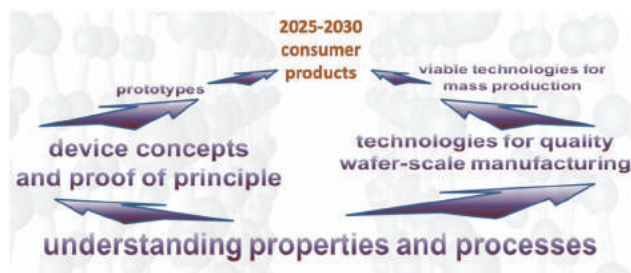 2025-2030
consumer
products
prototypes
viable technologies for
mass production
device concepts
and proof of principle
technologies for quality
wafer-scale manufacturing
understanding properties and processes